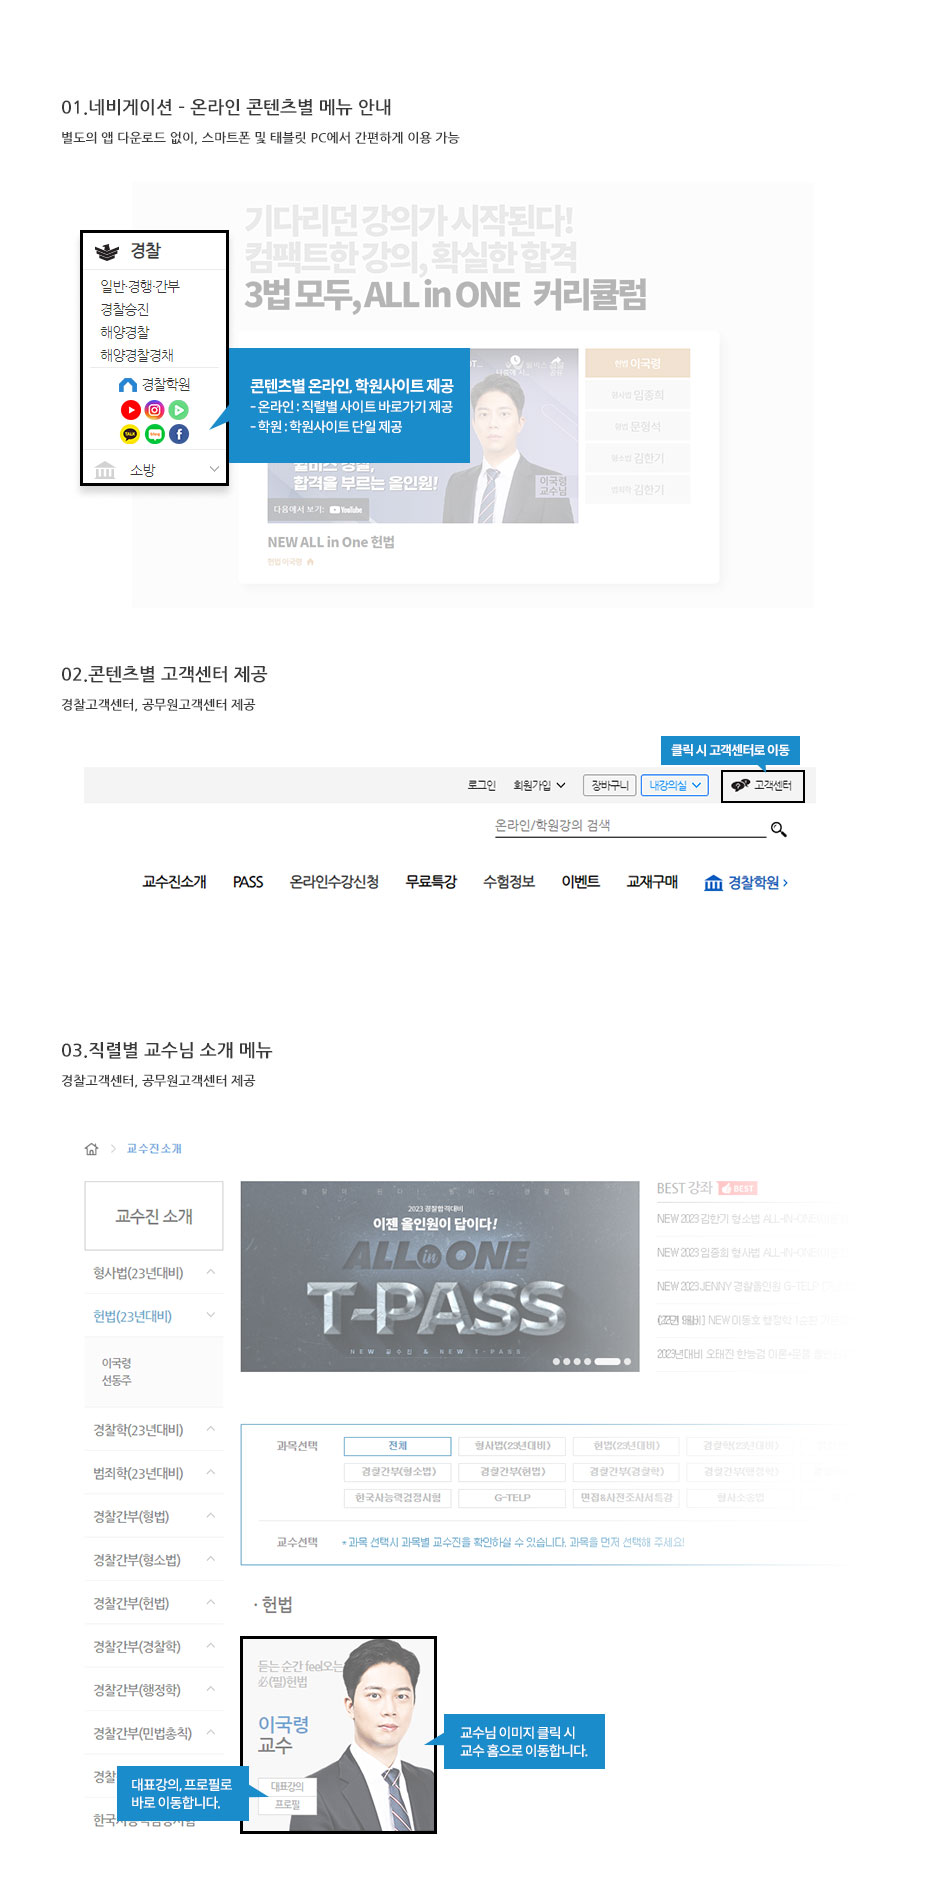 01.네비게이션 - 온라인 콘텐츠별 메뉴 안내
별도의 앱 다운로드 없이, 스마트폰 및 태블릿 PC에서 간편하게 이용 가능
기다리던 강의가 시작된다!
컴팩트한 강의, 확실한 합격
3법 모두, ALL in ONE 커리큘럼
경찰
일반·경행·간부
경찰승진
해양경찰
해양경찰경채
경찰학원
TALK
소방
콘텐츠별 온라인, 학원사이트 제공
- 온라인 : 직렬별 사이트 바로가기 제공
- 학원 : 학원사이트 단일 제공
합격을 부르는 올인원!
이국령
교수님
다음에서 보기: YouTube
헌법 이국령
형사법 임종희
헌법 문형석
형소법 김한기
범죄학 김한기
NEW ALL in One 헌법
헌법 이국령
02.콘텐츠별 고객센터 제공
경찰고객센터, 공무원고객센터 제공
클릭 시 고객센터로 이동
로그인 회원가입 장바구니 내강의실 고객센터
온라인/학원강의 검색
교수진소개 PASS 온라인수강신청 무료특강 수험정보 이벤트 교재구매 경찰학원 >
03.직렬별 교수님 소개 메뉴
경찰고객센터, 공무원고객센터 제공
> 교수진소개
교수진 소개
형사법(23년대비)
헌법(23년대비)
이국령
선동주
경찰학(23년대비)
범죄학(23년대비)
경찰간부(형법)
경찰간부(형소법)
경찰간부(헌법)
경찰간부(경찰학)
경찰간부(행정학)
경찰간부(민법총칙)
경찰
2023 경찰합격대비
이젠 올인원이 답이다!
ALL in ONE
T-PASS
NEW 교수진 & NEW T-PASS
BEST 강좌 BEST
NEW 2023 김한기 형소법 ALL-IN-ONE
NEW 2023 임종희 형사법 ALL-IN-ONE
NEW 2023 JENNY 경찰올인원 G-TELP
NEW 이동호 행정학
2023년대비 오태진 한능검 이론+문제
과목선택 전체 형사법(23년대비) 헌법(23년대비) 경찰학(23년대비)
경찰간부(형소법) 경찰간부(헌법) 경찰간부(경찰학) 경찰간부(행정학)
한국사능력검정시험 G-TELP 면접&사전조사서특강 형사소송법
교수선택 * 과목 선택시 과목별 교수진을 확인하실 수 있습니다. 과목을 먼저 선택해 주세요!
· 헌법
듣는 순간 feel오는
必(필)헌법
이국령
교수
대표강의
프로필
교수님 이미지 클릭 시
교수 홈으로 이동합니다.
대표강의, 프로필로
바로 이동합니다.